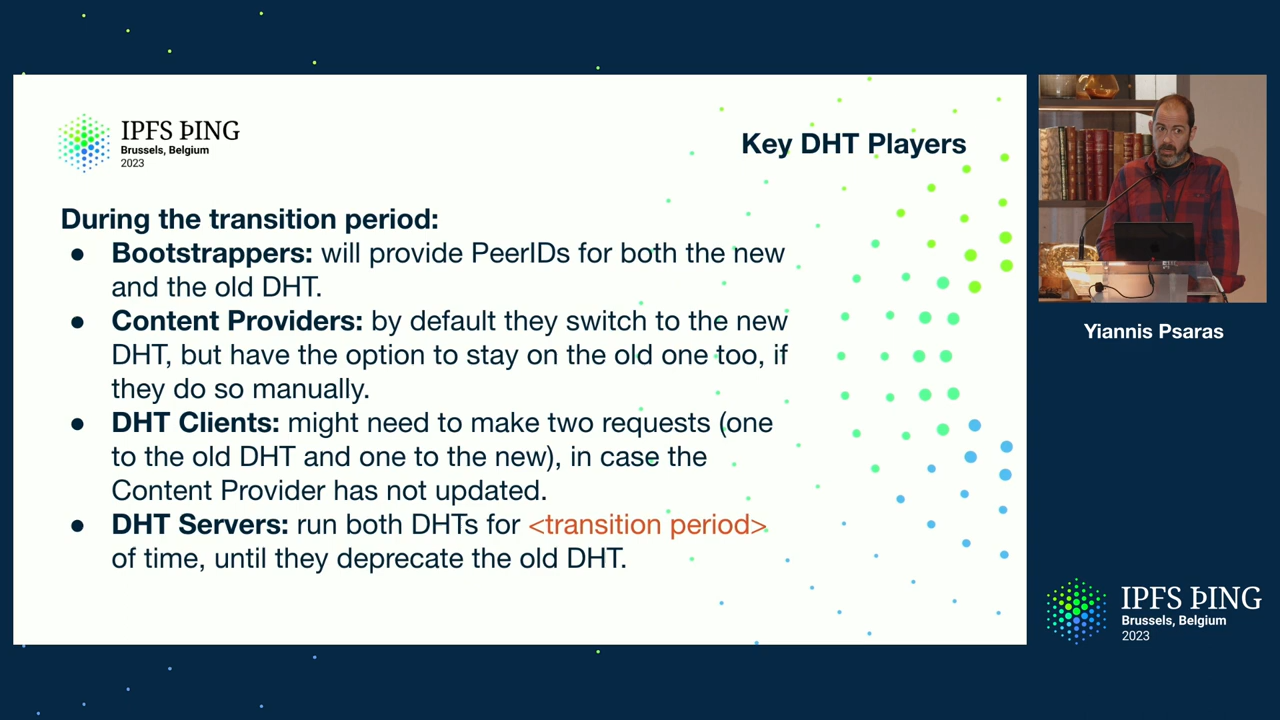 IPFS ÞING
Brussels, Belgium
2023
Key DHT Players
During the transition period:
● Bootstrappers: will provide PeerIDs for both the new
and the old DHT.
● Content Providers: by default they switch to the new
DHT, but have the option to stay on the old one too, if
they do so manually.
● DHT Clients: might need to make two requests (one
to the old DHT and one to the new), in case the
Content Provider has not updated.
● DHT Servers: run both DHTs for <transition period>
of time, until they deprecate the old DHT.
Yiannis Psaras
IPFS ÞING
Brussels, Belgium
2023